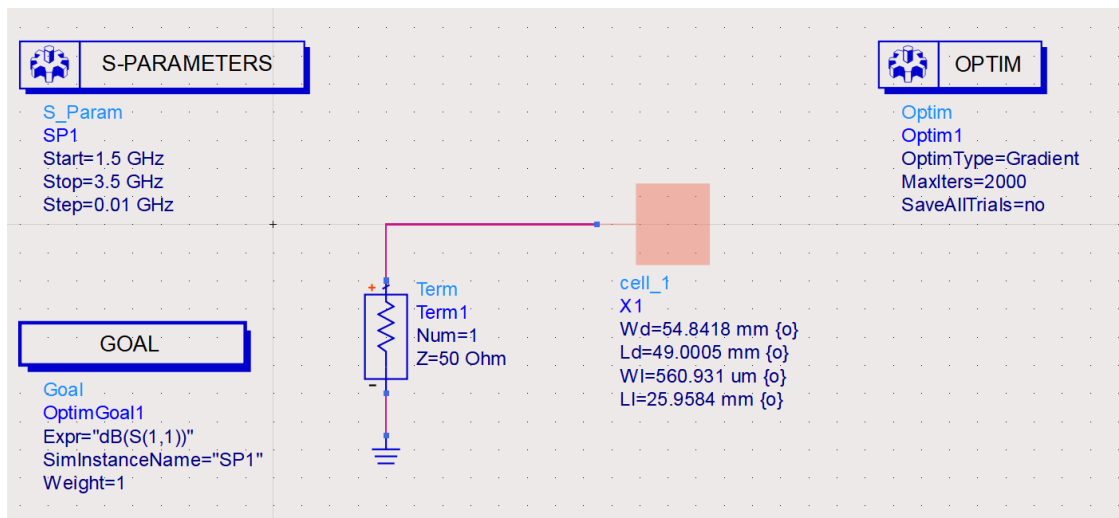 S-PARAMETERS
S_Param
SP1
Start=1.5 GHz
Stop=3.5 GHz
Step=0.01 GHz
OPTIM
Optim
Optim1
OptimType=Gradient
MaxIters=2000
SaveAllTrials=no
+
Term
Term1
Num=1
Z=50 Ohm
-
cell_1
X1
Wd=54.8418 mm {o}
Ld=49.0005 mm {o}
Wl=560.931 um {o}
Ll=25.9584 mm {o}
GOAL
Goal
OptimGoal1
Expr="dB(S(1,1))"
SimInstanceName="SP1"
Weight=1